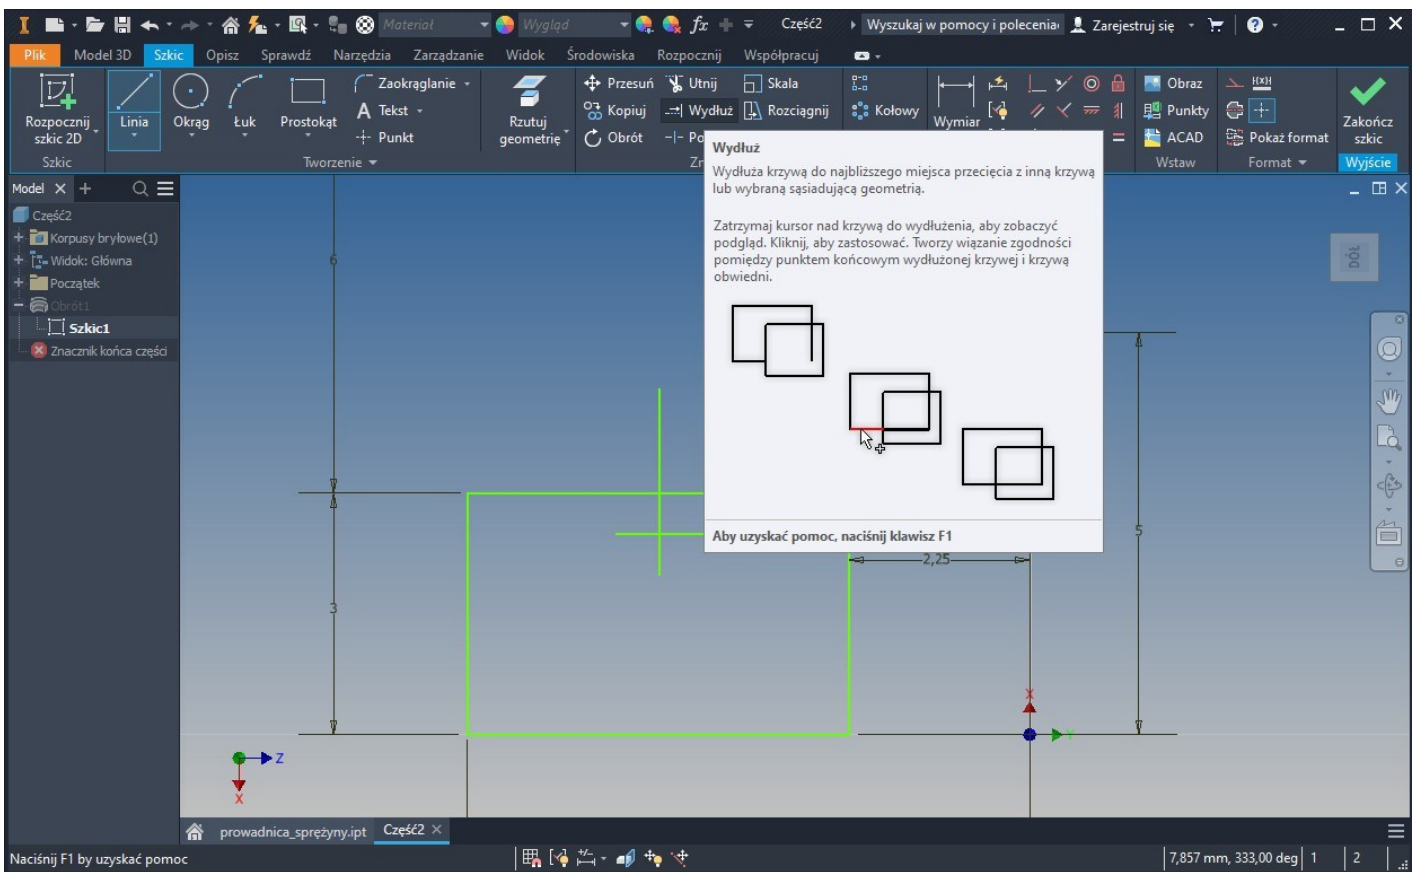 Materiał
Wygląd
fx
Część2
Wyszukaj w pomocy i polecenia
Zarejestruj się
Plik
Model 3D
Szkic
Opisz
Sprawdź
Narzędzia
Zarządzanie
Widok
Środowiska
Rozpocznij
Współpracuj
Rozpocznij
szkic 2D
Linia
Okrąg
Łuk
Prostokąt
Zaokrąglanie
A Tekst
Punkt
Rzutuj
geometrię
Przesuń
Utnij
Skala
Kopiuj
Wydłuż
Rozciągnij
Obrót
Kołowy
Wymiar
Obraz
Punkty
ACAD
Pokaż format
Zakończ
szkic
Szkic
Tworzenie
Wstaw
Format
Wyjście
Wydłuż
Wydłuża krzywą do najbliższego miejsca przecięcia z inną krzywą
lub wybraną sąsiadującą geometrią.
Zatrzymaj kursor nad krzywą do wydłużenia, aby zobaczyć
podgląd. Kliknij, aby zastosować. Tworzy wiązanie zgodności
pomiędzy punktem końcowym wydłużonej krzywej i krzywą
obwiedni.
Aby uzyskać pomoc, naciśnij klawisz F1
Model
Część2
Korpusy bryłowe(1)
Widok: Główna
Początek
Obrót1
Szkic1
Znacznik końca części
DÓŁ
6
5
2,25
3
X
Y
Z
X
prowadnica_sprężyny.ipt
Część2
Naciśnij F1 by uzyskać pomoc
7,857 mm, 333,00 deg
1
2